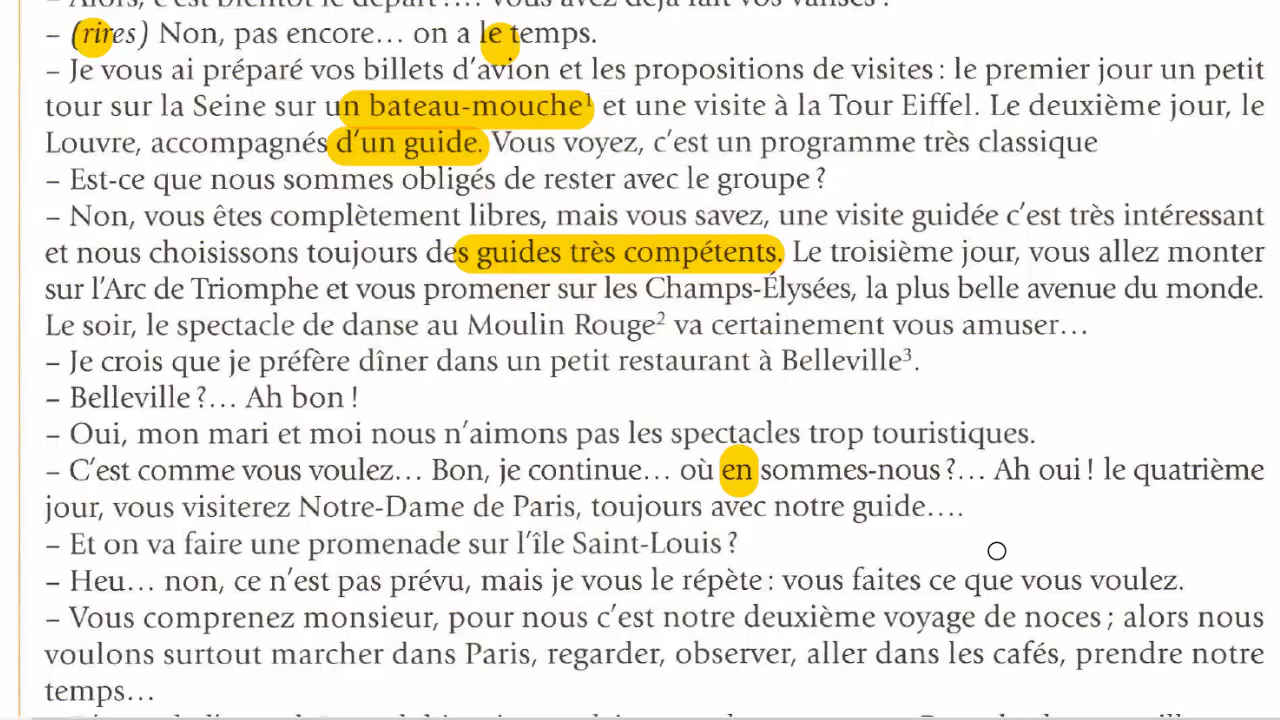 – Alors, c'est bientôt le départ…. vous avez déjà fait vos valises ?
– (rires) Non, pas encore… on a le temps.
– Je vous ai préparé vos billets d'avion et les propositions de visites : le premier jour un petit
tour sur la Seine sur un bateau-mouche¹ et une visite à la Tour Eiffel. Le deuxième jour, le
Louvre, accompagnés d'un guide. Vous voyez, c'est un programme très classique
– Est-ce que nous sommes obligés de rester avec le groupe ?
– Non, vous êtes complètement libres, mais vous savez, une visite guidée c'est très intéressant
et nous choisissons toujours des guides très compétents. Le troisième jour, vous allez monter
sur l'Arc de Triomphe et vous promener sur les Champs-Élysées, la plus belle avenue du monde.
Le soir, le spectacle de danse au Moulin Rouge² va certainement vous amuser…
– Je crois que je préfère dîner dans un petit restaurant à Belleville³.
– Belleville ?… Ah bon !
– Oui, mon mari et moi nous n'aimons pas les spectacles trop touristiques.
– C'est comme vous voulez… Bon, je continue… où en sommes-nous ?… Ah oui ! le quatrième
jour, vous visiterez Notre-Dame de Paris, toujours avec notre guide….
– Et on va faire une promenade sur l'île Saint-Louis ?
– Heu… non, ce n'est pas prévu, mais je vous le répète : vous faites ce que vous voulez.
– Vous comprenez monsieur, pour nous c'est notre deuxième voyage de noces ; alors nous
voulons surtout marcher dans Paris, regarder, observer, aller dans les cafés, prendre notre
temps…